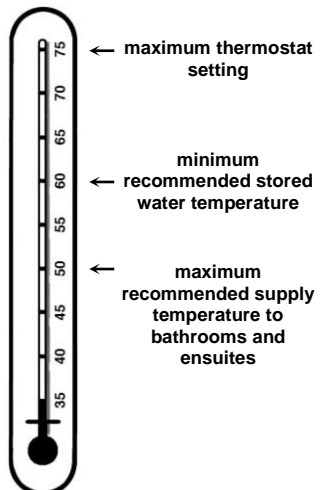 75
← maximum thermostat
setting
70
65
minimum
60
← recommended stored
water temperature
55
50
← maximum
recommended supply
temperature to
bathrooms and
ensuites
45
40
35